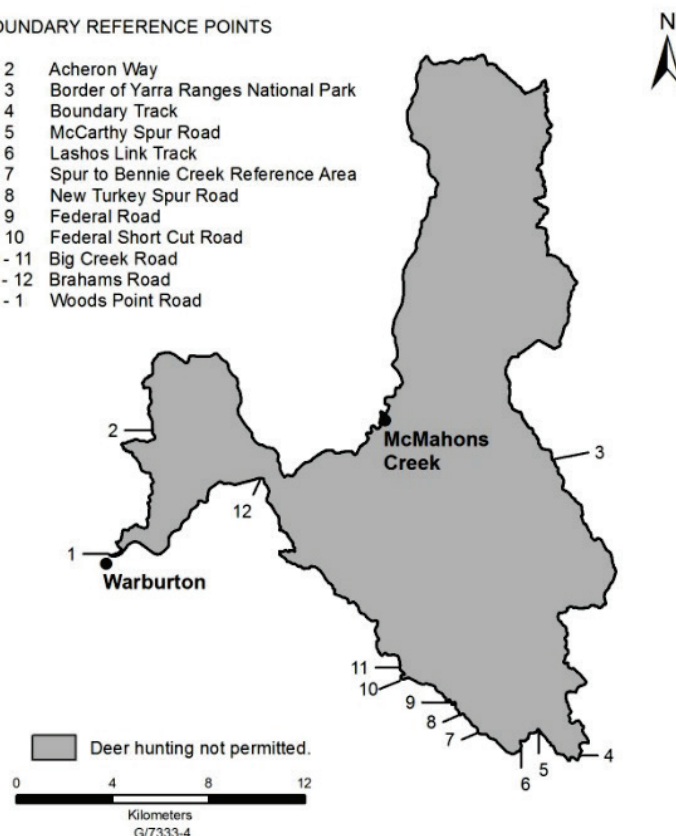 OUNDARY REFERENCE POINTS
N
2 Acheron Way
3 Border of Yarra Ranges National Park
4 Boundary Track
5 McCarthy Spur Road
6 Lashos Link Track
7 Spur to Bennie Creek Reference Area
8 New Turkey Spur Road
9 Federal Road
10 Federal Short Cut Road
- 11 Big Creek Road
- 12 Brahams Road
- 1 Woods Point Road
2
McMahons
Creek
3
12
1
Warburton
11
10
9
8
7
6
5
4
Deer hunting not permitted.
0 4 8 12
Kilometers
G/7333-4